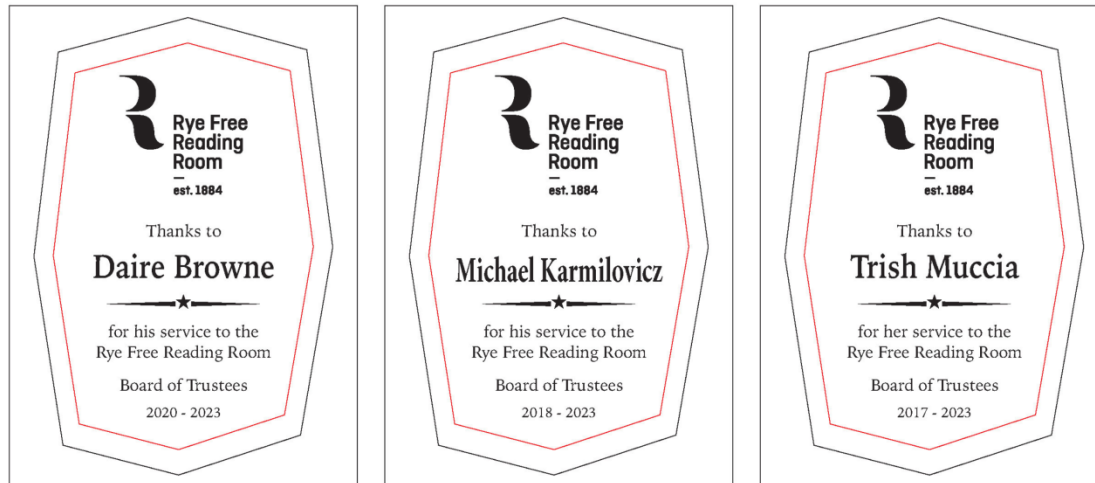 Rye Free
Reading
Room
est. 1884
Thanks to
Daire Browne
for his service to the
Rye Free Reading Room
Board of Trustees
2020 - 2023
Rye Free
Reading
Room
est. 1884
Thanks to
Michael Karmilovicz
for his service to the
Rye Free Reading Room
Board of Trustees
2018 - 2023
Rye Free
Reading
Room
est. 1884
Thanks to
Trish Muccia
for her service to the
Rye Free Reading Room
Board of Trustees
2017 - 2023